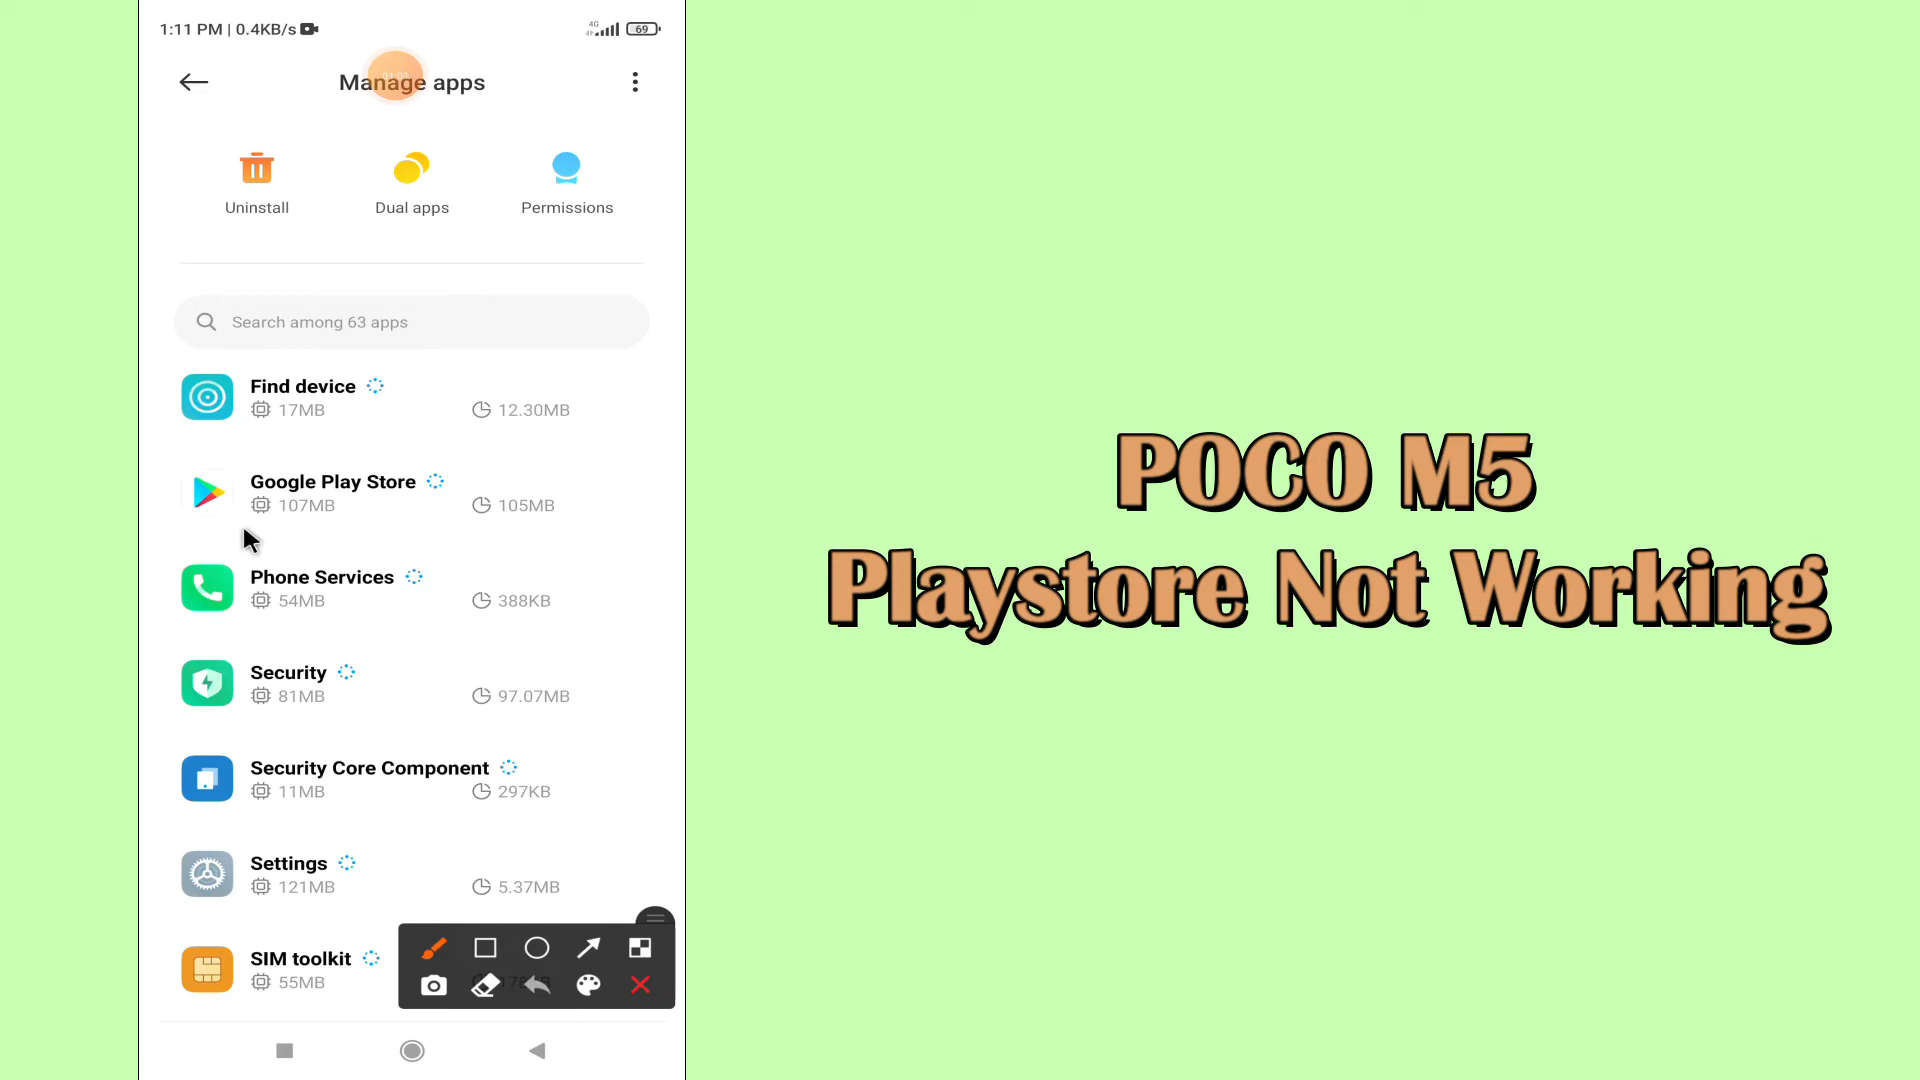 1:11 PM | 0.4KB/s
4G
69
Manage apps
Uninstall
Dual apps
Permissions
Search among 63 apps
Find device
17MB
12.30MB
Google Play Store
107MB
105MB
Phone Services
54MB
388KB
Security
81MB
97.07MB
Security Core Component
11MB
297KB
Settings
121MB
5.37MB
SIM toolkit
55MB
POCO M5
Playstore Not Working